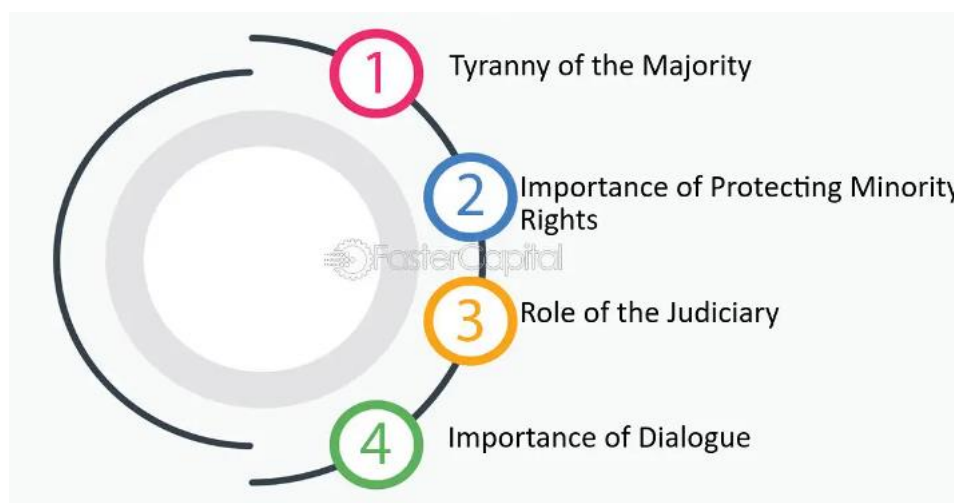 1
Tyranny of the Majority
2
Importance of Protecting Minority
Rights
FasterCapital
3
Role of the Judiciary
4
Importance of Dialogue